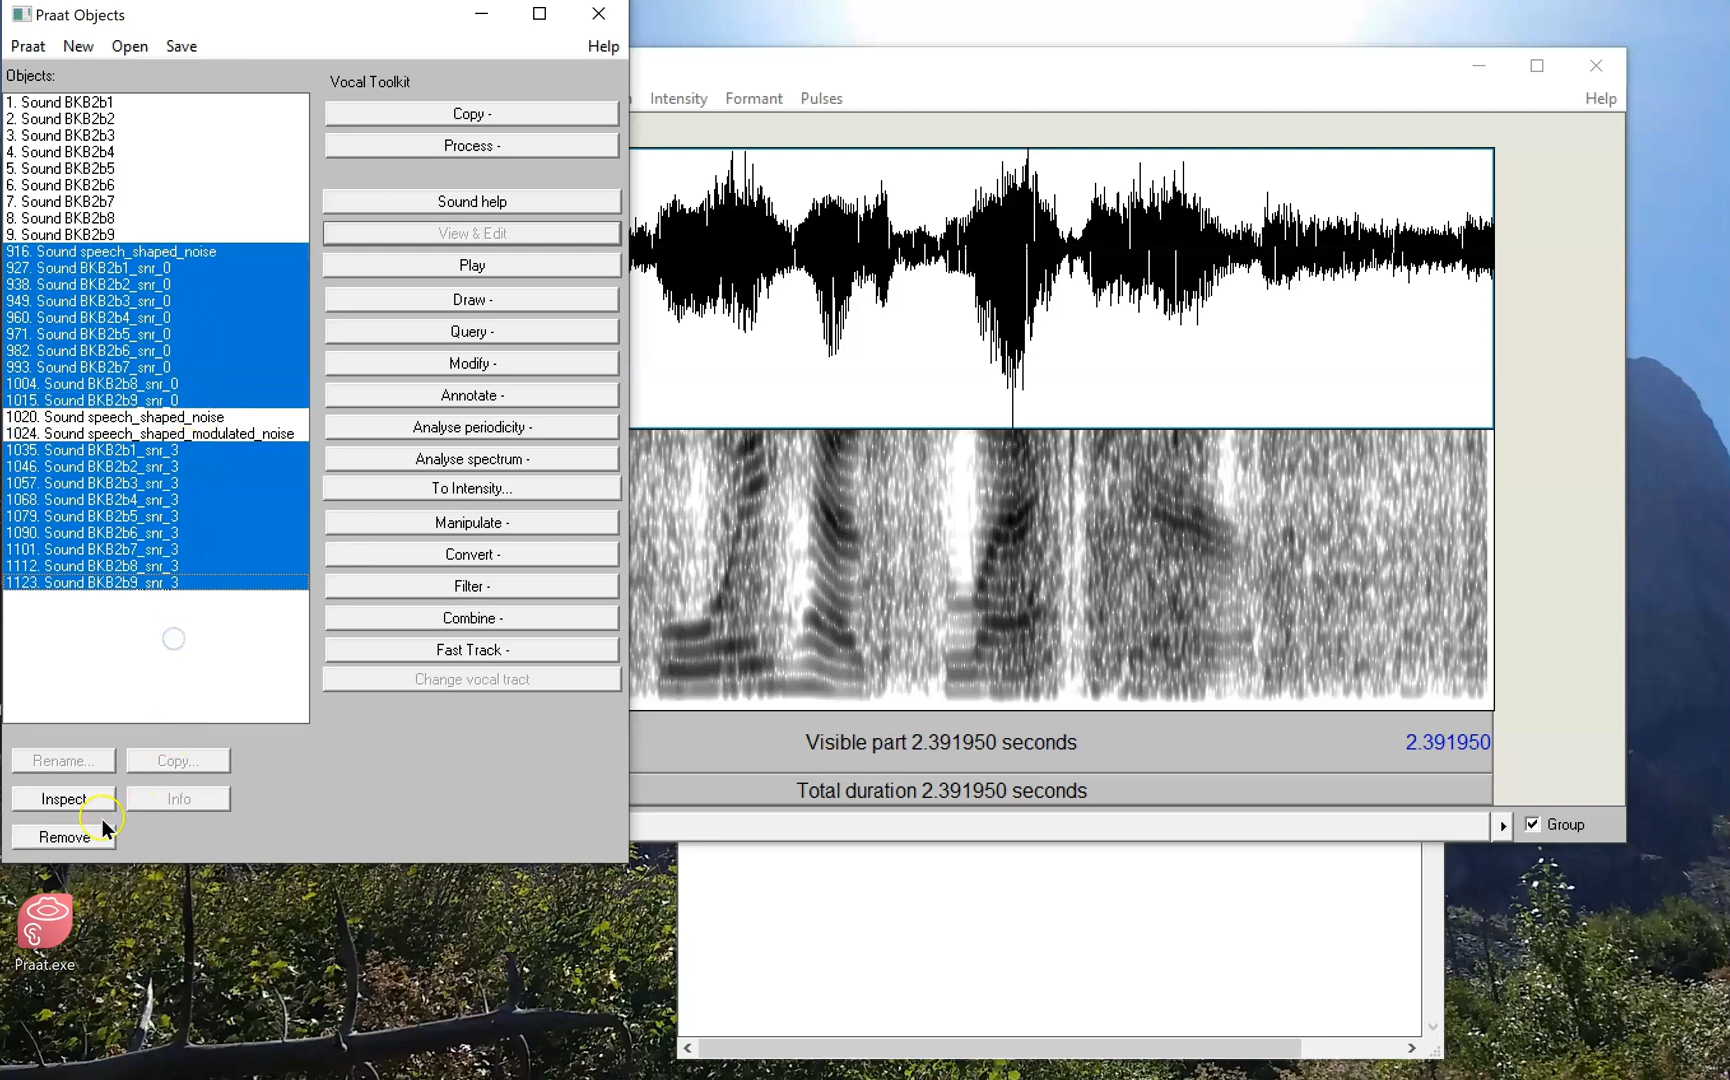 Praat Objects
Praat New Open Save Help
Objects:
1. Sound BKB2b1
2. Sound BKB2b2
3. Sound BKB2b3
4. Sound BKB2b4
5. Sound BKB2b5
6. Sound BKB2b6
7. Sound BKB2b7
8. Sound BKB2b8
9. Sound BKB2b9
916. Sound speech_shaped_noise
927. Sound BKB2b1_snr_0
938. Sound BKB2b2_snr_0
949. Sound BKB2b3_snr_0
960. Sound BKB2b4_snr_0
971. Sound BKB2b5_snr_0
982. Sound BKB2b6_snr_0
993. Sound BKB2b7_snr_0
1004. Sound BKB2b8_snr_0
1015. Sound BKB2b9_snr_0
1020. Sound speech_shaped_noise
1024. Sound speech_shaped_modulated_noise
1035. Sound BKB2b1_snr_3
1046. Sound BKB2b2_snr_3
1057. Sound BKB2b3_snr_3
1068. Sound BKB2b4_snr_3
1079. Sound BKB2b5_snr_3
1090. Sound BKB2b6_snr_3
1101. Sound BKB2b7_snr_3
1112. Sound BKB2b8_snr_3
1123. Sound BKB2b9_snr_3
Rename... Copy...
Inspect Info
Remove
Vocal Toolkit
Copy -
Process -
Sound help
View & Edit
Play
Draw -
Query -
Modify -
Annotate -
Analyse periodicity -
Analyse spectrum -
To Intensity...
Manipulate -
Convert -
Filter -
Combine -
Fast Track -
Change vocal tract
Intensity Formant Pulses Help
Visible part 2.391950 seconds 2.391950
Total duration 2.391950 seconds
Group
Praat.exe